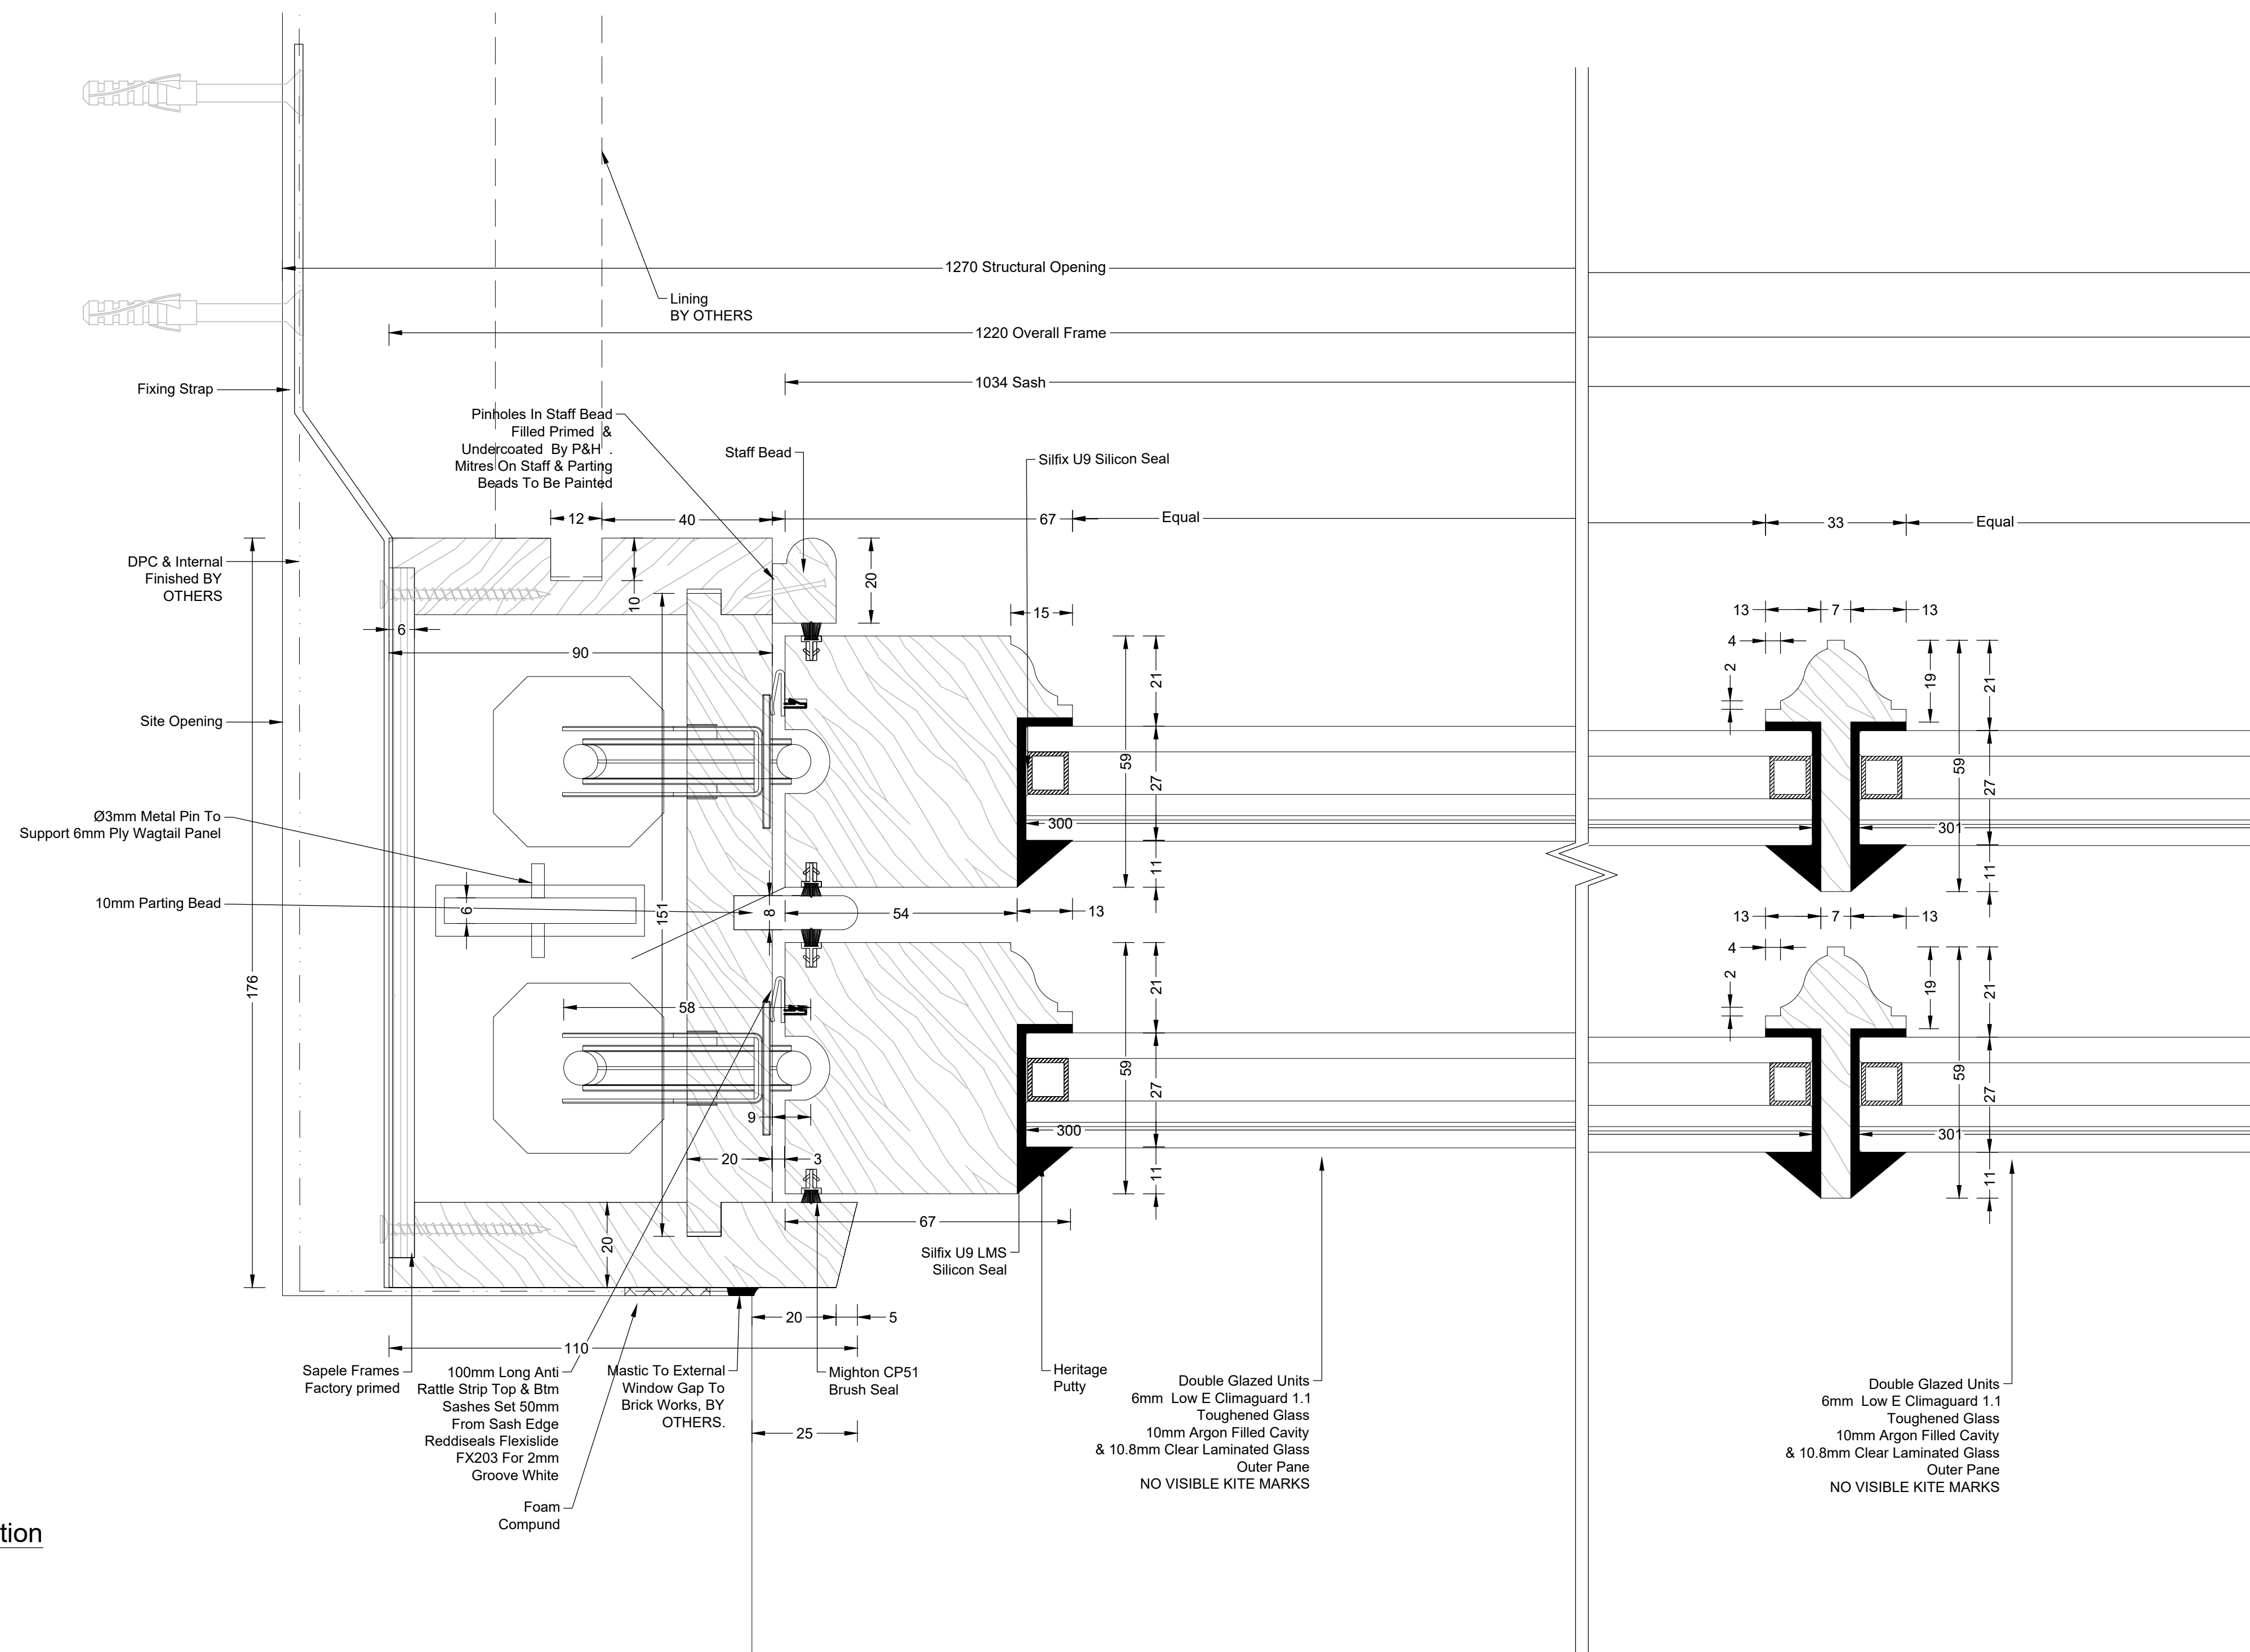 1270 Structural Opening
Lining
BY OTHERS
1220 Overall Frame
1034 Sash
Fixing Strap
Pinholes In Staff Bead
Filled Primed &
Undercoated By P&H .
Mitres On Staff & Parting
Beads To Be Painted
Staff Bead
Silfix U9 Silicon Seal
12
40
67
Equal
33
Equal
DPC & Internal
Finished BY
OTHERS
10
20
15
13
7
13
6
90
4
2
19
21
59
27
11
21
59
27
11
Site Opening
Ø3mm Metal Pin To
Support 6mm Ply Wagtail Panel
300
301
10mm Parting Bead
6
151
8
54
13
13
7
13
176
4
2
19
21
59
27
11
58
21
59
27
11
9
300
301
20
3
67
20
Silfix U9 LMS
Silicon Seal
20
5
110
Sapele Frames
Factory primed
100mm Long Anti
Rattle Strip Top & Btm
Sashes Set 50mm
From Sash Edge
Reddiseals Flexislide
FX203 For 2mm
Groove White
Mastic To External
Window Gap To
Brick Works, BY
OTHERS.
Mighton CP51
Brush Seal
Heritage
Putty
25
Double Glazed Units
6mm Low E Climaguard 1.1
Toughened Glass
10mm Argon Filled Cavity
& 10.8mm Clear Laminated Glass
Outer Pane
NO VISIBLE KITE MARKS
Double Glazed Units
6mm Low E Climaguard 1.1
Toughened Glass
10mm Argon Filled Cavity
& 10.8mm Clear Laminated Glass
Outer Pane
NO VISIBLE KITE MARKS
Foam
Compund
tion